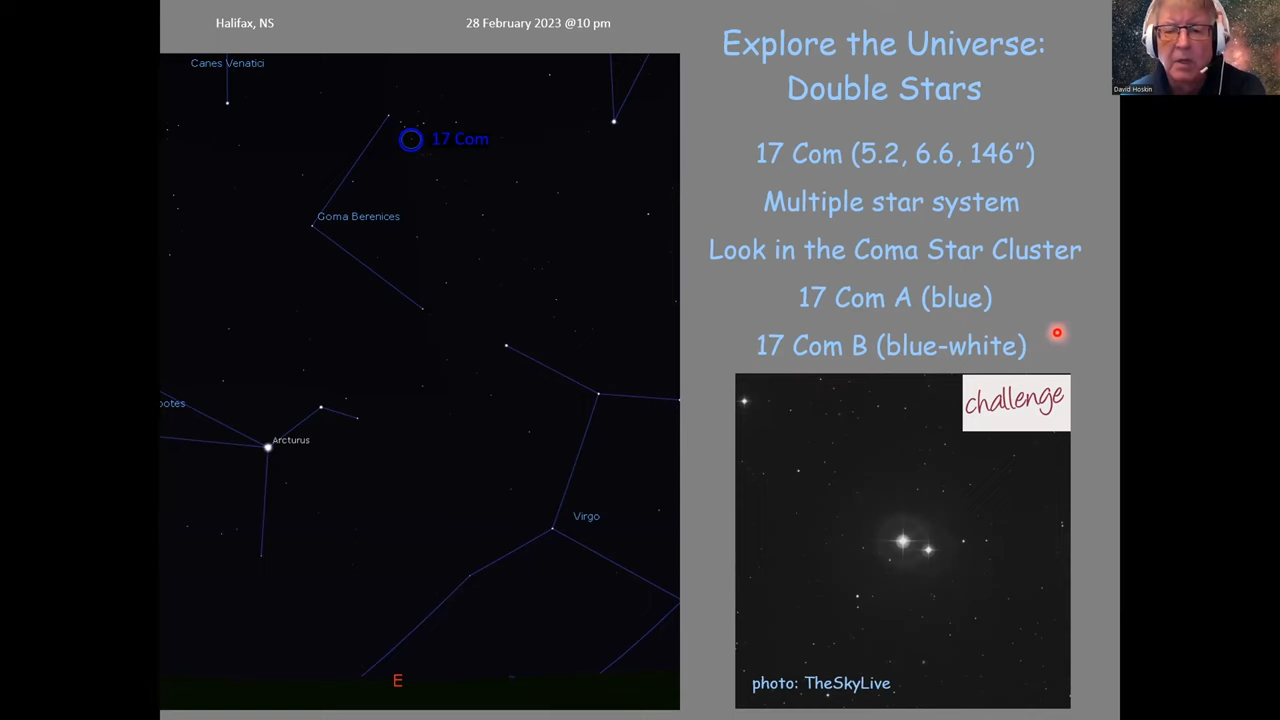 Halifax, NS
28 February 2023 @10 pm
Canes Venatici
17 Com
Coma Berenices
ootes
Arcturus
Virgo
E
Explore the Universe:
Double Stars
17 Com (5.2, 6.6, 146”)
Multiple star system
Look in the Coma Star Cluster
17 Com A (blue)
17 Com B (blue-white)
challenge
photo: TheSkyLive
David Hoskin